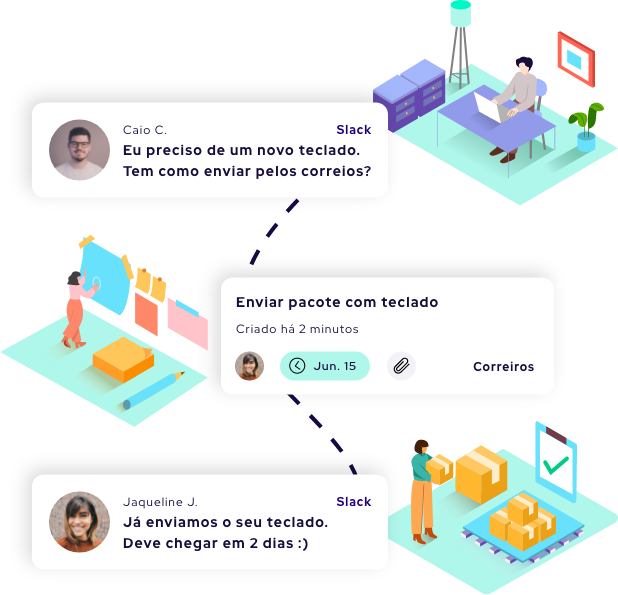 Caio C.
Slack
Eu preciso de um novo teclado.
Tem como enviar pelos correios?
Enviar pacote com teclado
Criado há 2 minutos
Jun. 15
Correiros
Jaqueline J.
Slack
Já enviamos o seu teclado.
Deve chegar em 2 dias :)